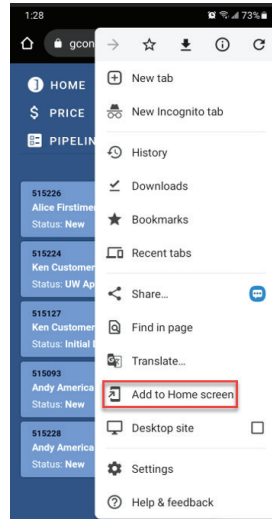 1:28 73%
gcon
HOME
$ PRICE
PIPELIN
515226
Alice Firstime
Status: New
515224
Ken Customer
Status: UW Ap
515127
Ken Customer
Status: Initial
515093
Andy America
Status: New
515228
Andy America
Status: New
New tab
New Incognito tab
History
Downloads
Bookmarks
Recent tabs
Share...
Find in page
Translate...
Add to Home screen
Desktop site
Settings
Help & feedback